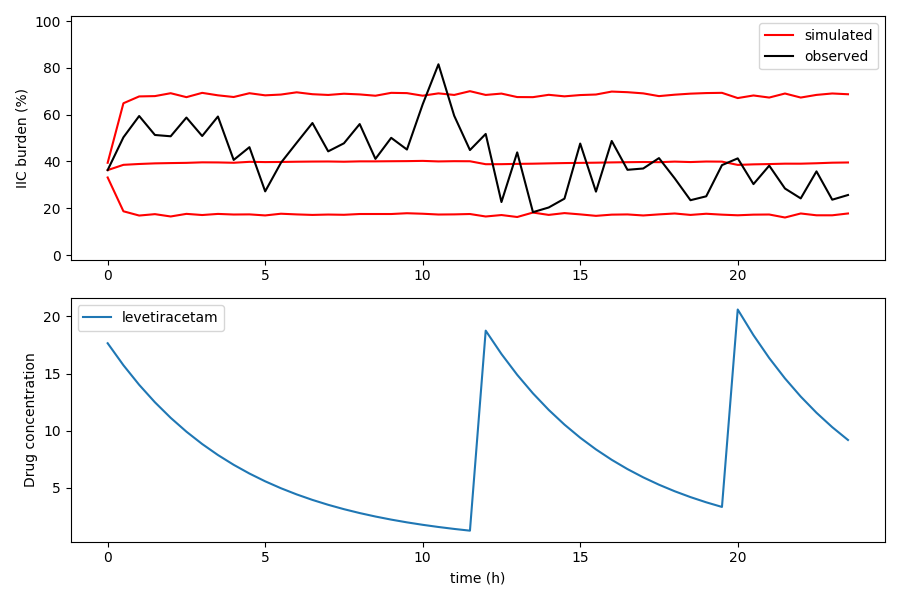 100
80
60
40
20
0
IIC burden (%)
simulated
observed
0 5 10 15 20
20
15
10
5
Drug concentration
levetiracetam
0 5 10 15 20
time (h)